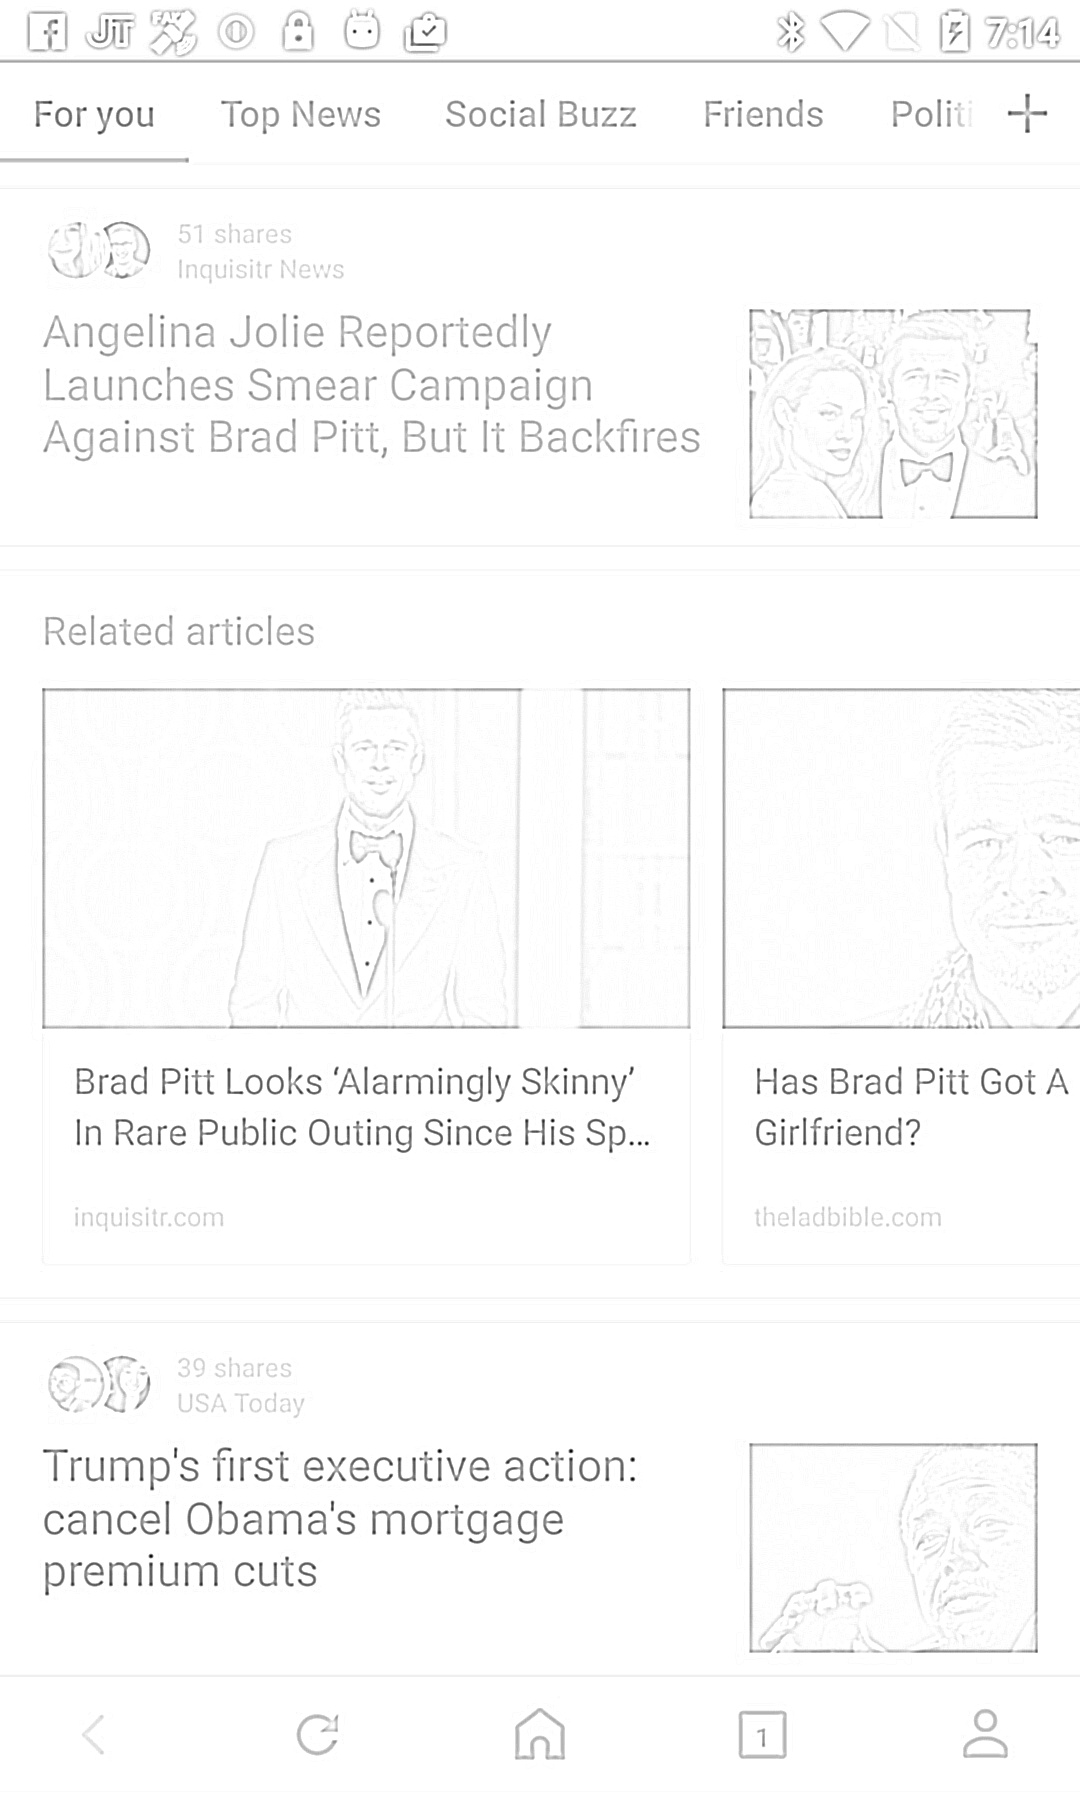 7:14
For you Top News Social Buzz Friends Politi
51 shares
Inquisitr News
Angelina Jolie Reportedly
Launches Smear Campaign
Against Brad Pitt, But It Backfires
Related articles
Brad Pitt Looks ‘Alarmingly Skinny’
In Rare Public Outing Since His Sp...
inquisitr.com
Has Brad Pitt Got A
Girlfriend?
theladbible.com
39 shares
USA Today
Trump's first executive action:
cancel Obama's mortgage
premium cuts
1